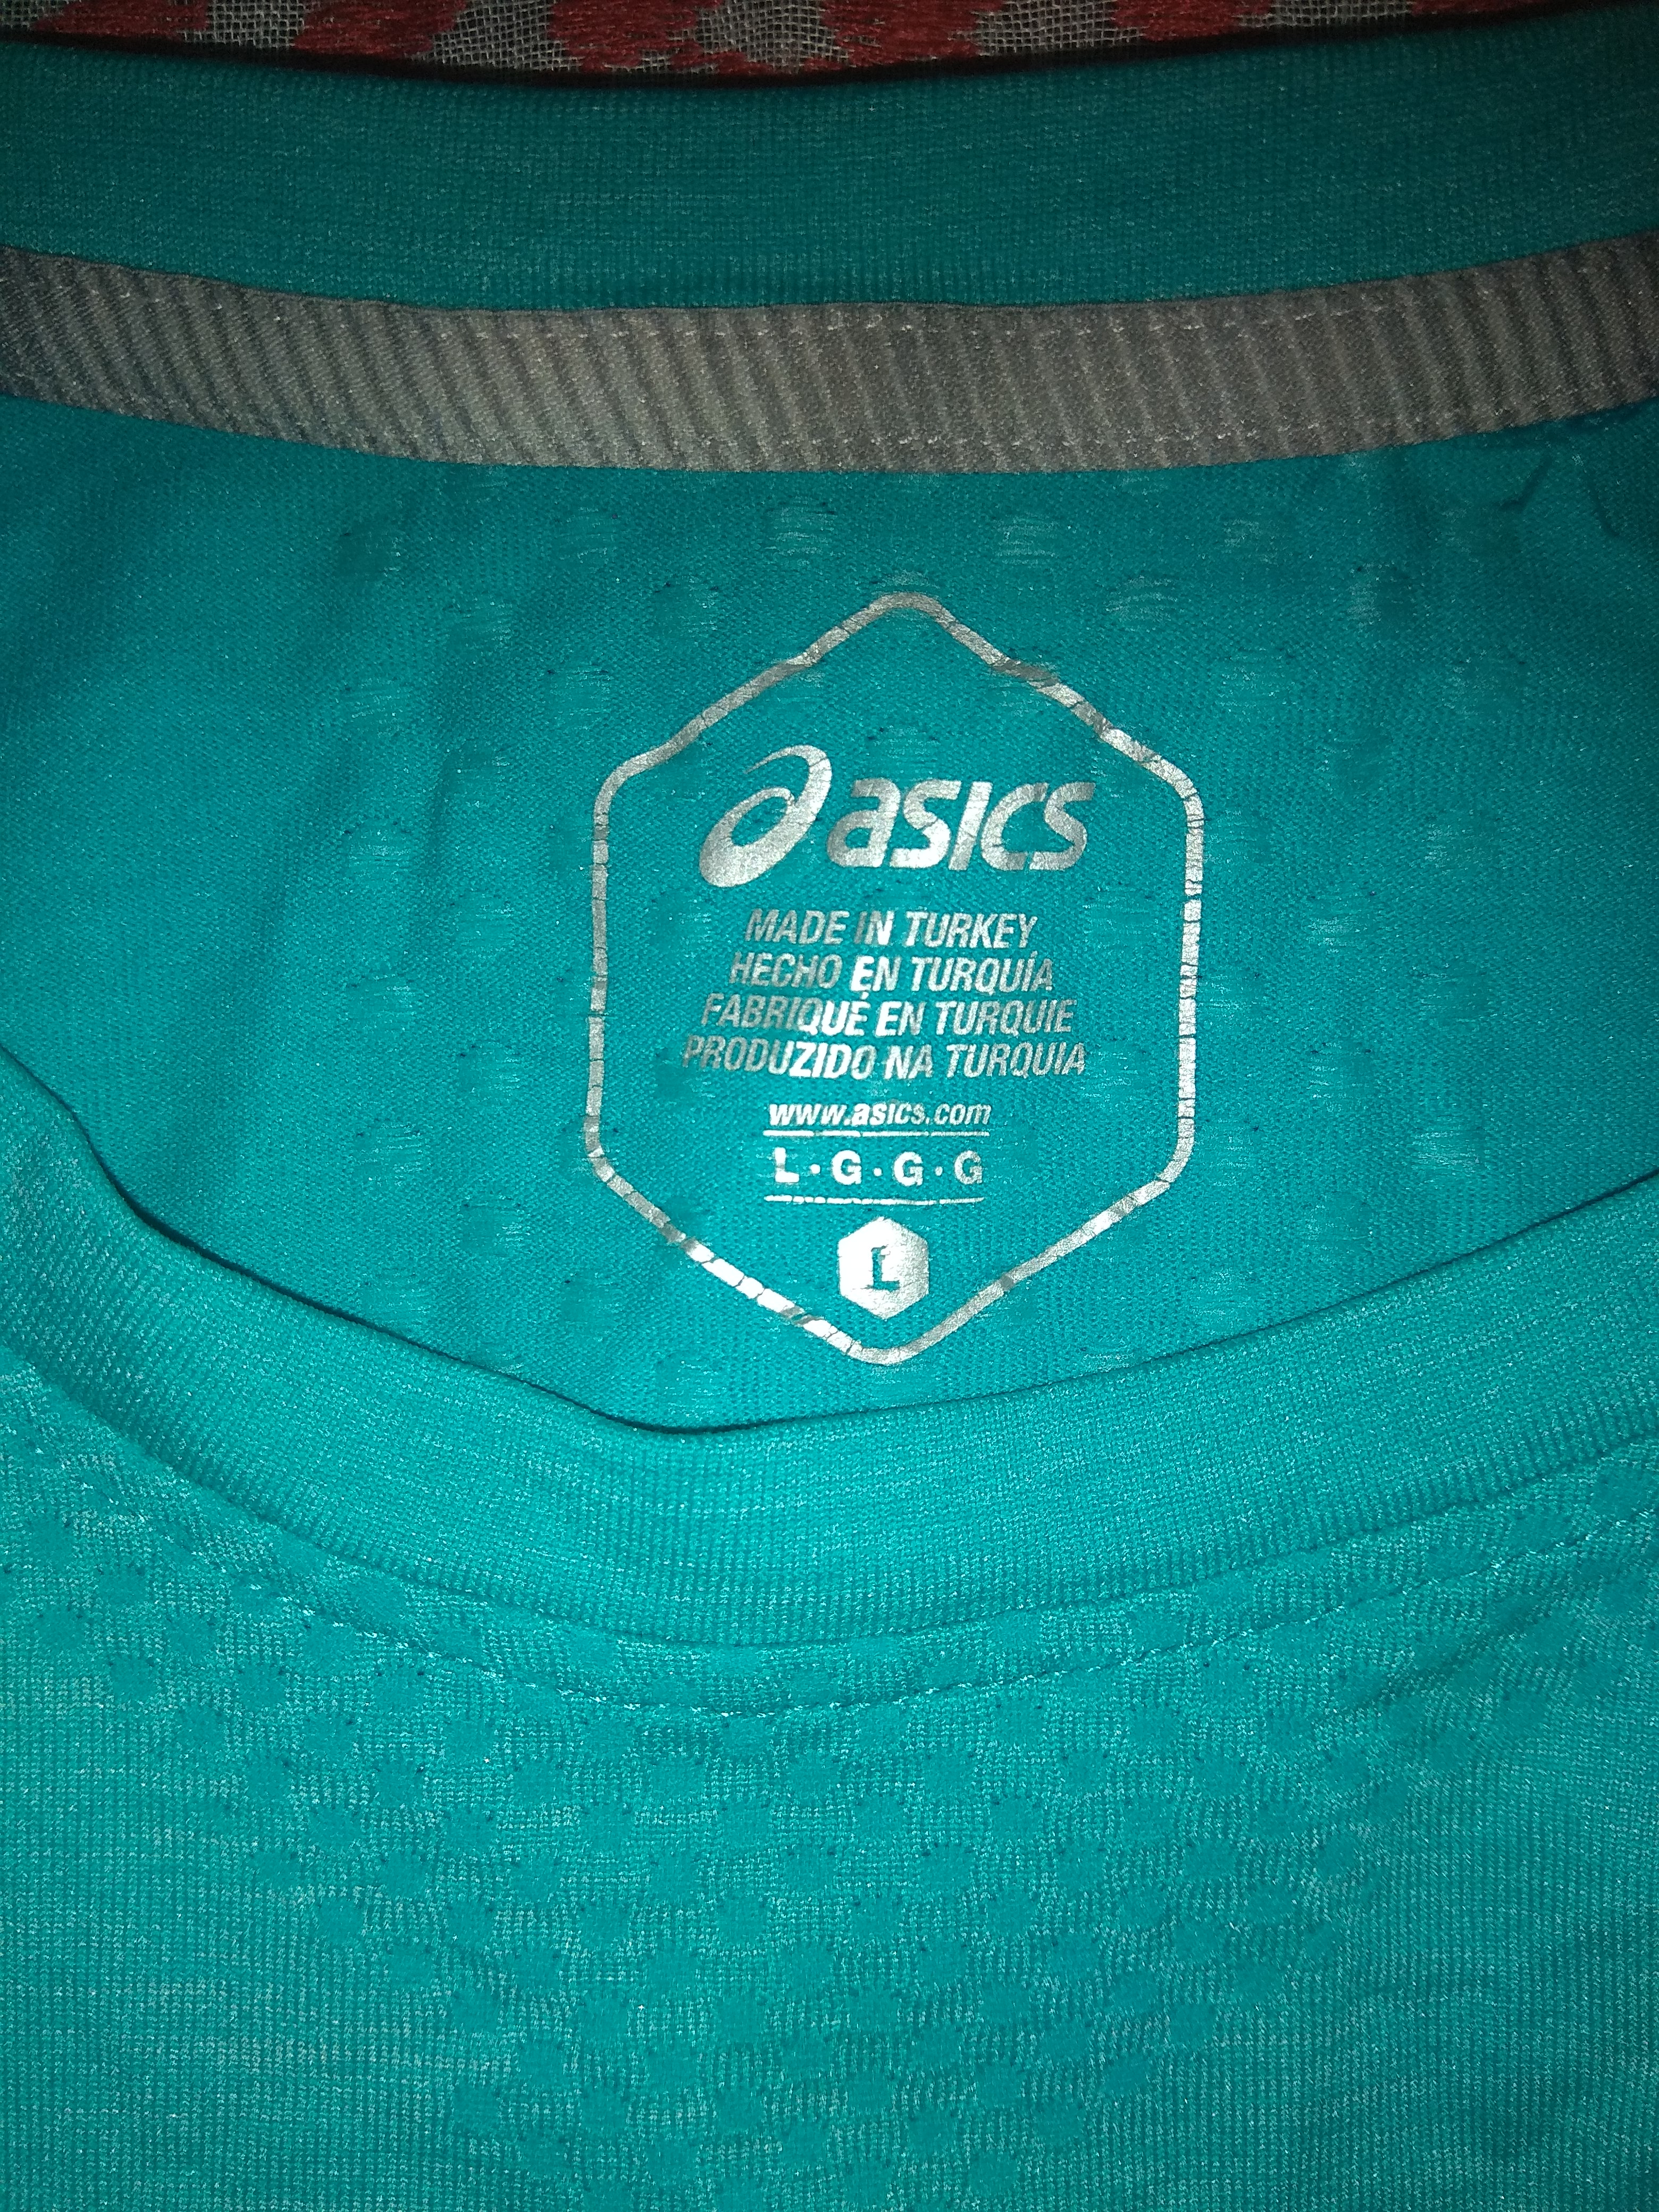 asics
MADE IN TURKEY
HECHO EN TURQUÍA
FABRIQUÉ EN TURQUIE
PRODUZIDO NA TURQUIA
www.asics.com
L·G·G·G
L